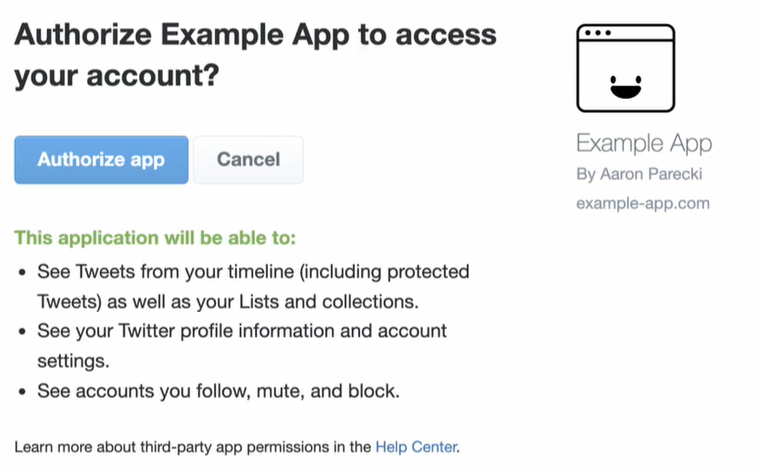 Authorize Example App to access
your account?
Authorize app
Cancel
This application will be able to:
• See Tweets from your timeline (including protected
Tweets) as well as your Lists and collections.
• See your Twitter profile information and account
settings.
• See accounts you follow, mute, and block.
Learn more about third-party app permissions in the Help Center.
Example App
By Aaron Parecki
example-app.com